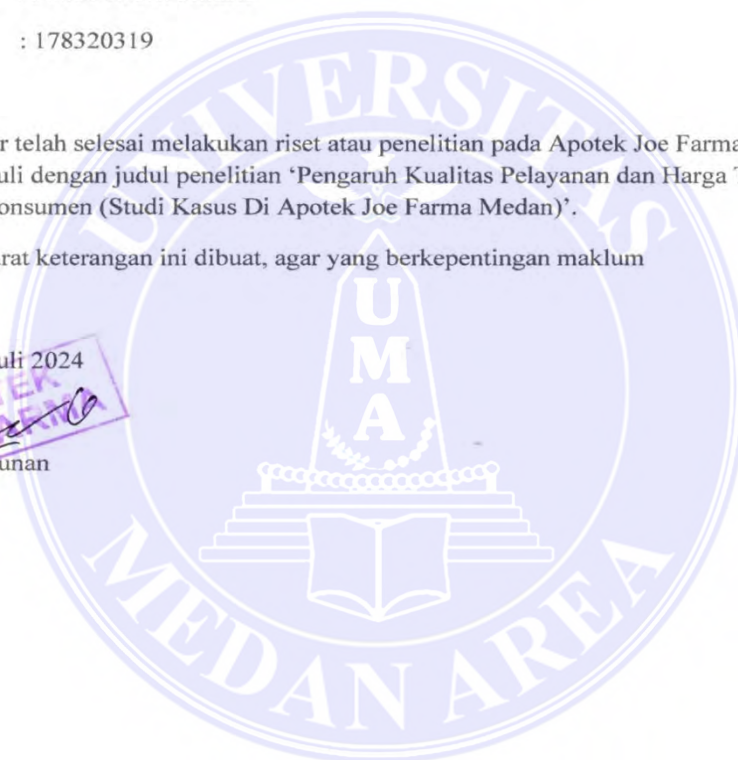 : 178320319
r telah selesai melakukan riset atau penelitian pada Apotek Joe Farma
uli dengan judul penelitian ‘Pengaruh Kualitas Pelayanan dan Harga
onsumen (Studi Kasus Di Apotek Joe Farma Medan)’.
rat keterangan ini dibuat, agar yang berkepentingan maklum
uli 2024
TEK
ARMA
unan
UNIVERSITAS
UMA
MEDAN AREA